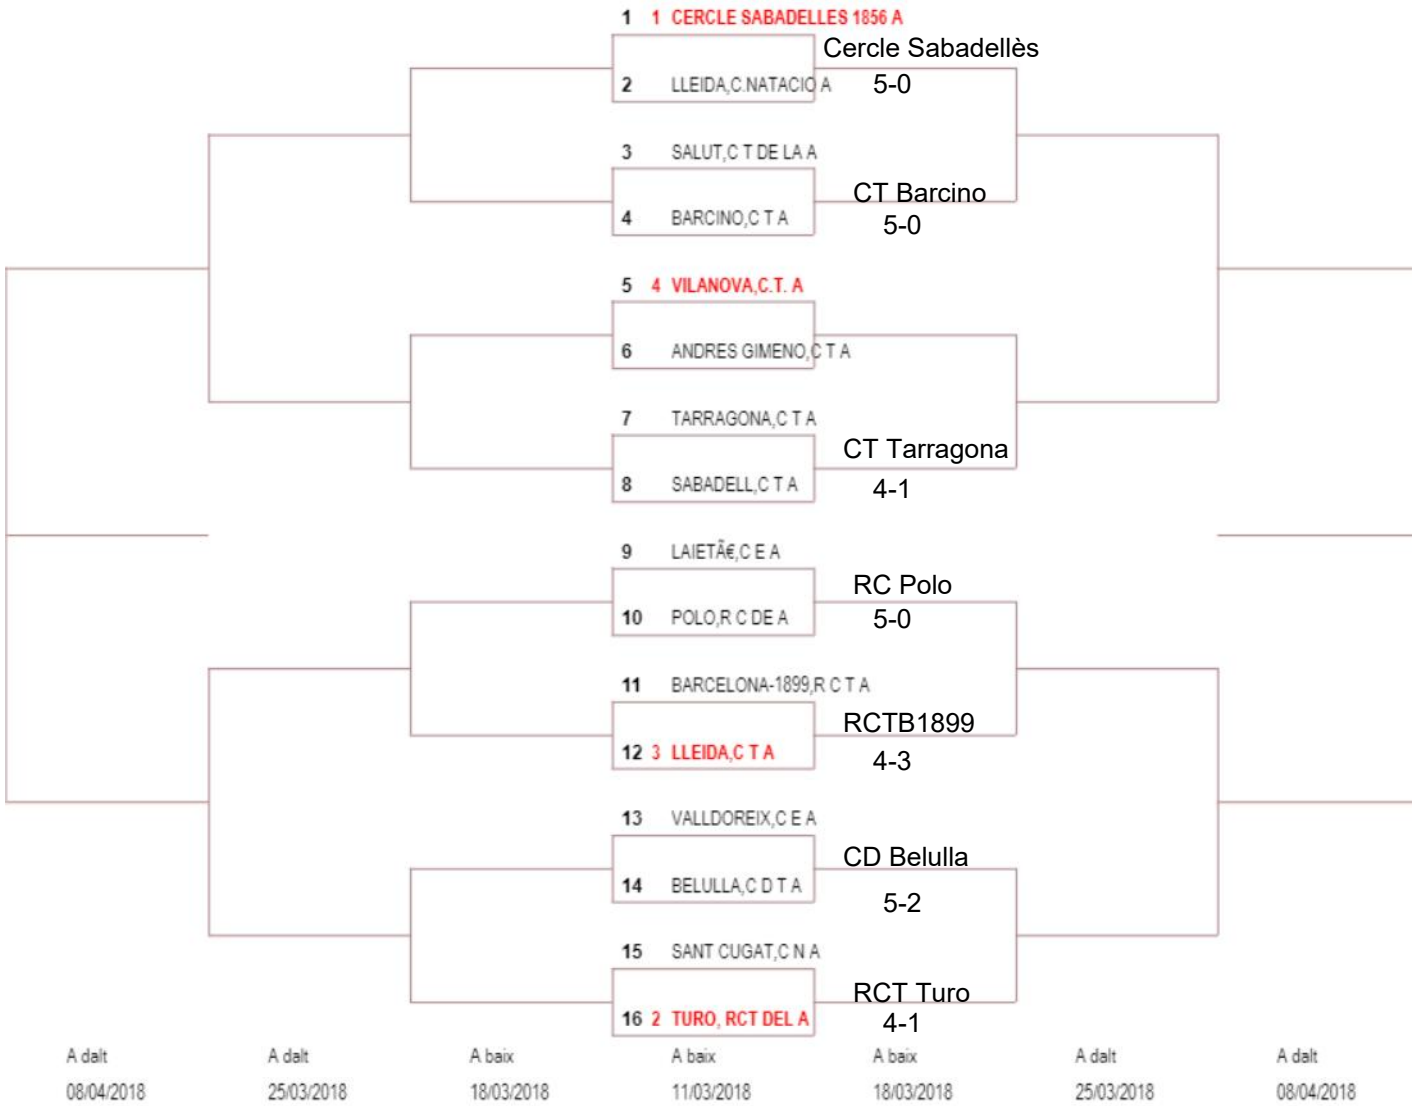 1 1 CERCLE SABADELLES 1856 A
Cercle Sabadellès
2 LLEIDA,C.NATACIO A
5-0
3 SALUT,C T DE LA A
CT Barcino
4 BARCINO,C T A
5-0
5 4 VILANOVA,C.T. A
6 ANDRES GIMENO,C T A
7 TARRAGONA,C T A
CT Tarragona
8 SABADELL,C T A
4-1
9 LAIETÃ€,C E A
RC Polo
10 POLO,R C DE A
5-0
11 BARCELONA-1899,R C T A
RCTB1899
12 3 LLEIDA,C T A
4-3
13 VALLDOREIX,C E A
CD Belulla
14 BELULLA,C D T A
5-2
15 SANT CUGAT,C N A
RCT Turo
16 2 TURO, RCT DEL A
4-1
A dalt A dalt A baix A baix A baix A dalt A dalt
08/04/2018 25/03/2018 18/03/2018 11/03/2018 18/03/2018 25/03/2018 08/04/2018